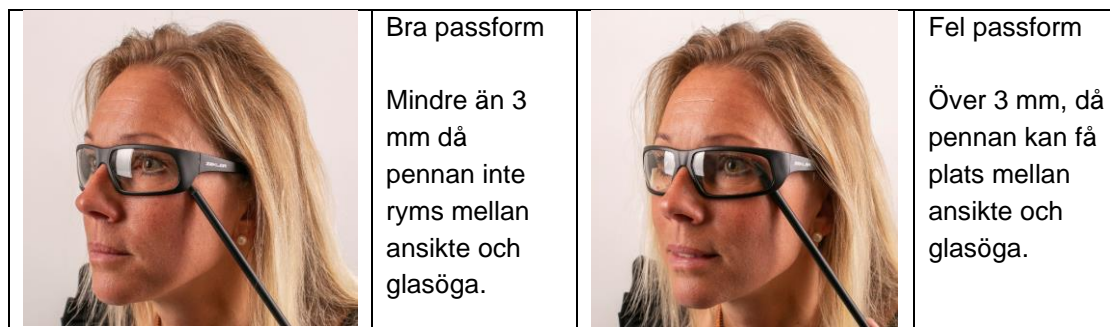 Bra passform
Mindre än 3
mm då
pennan inte
ryms mellan
ansikte och
glasöga.
Fel passform
Över 3 mm, då
pennan kan få
plats mellan
ansikte och
glasöga.